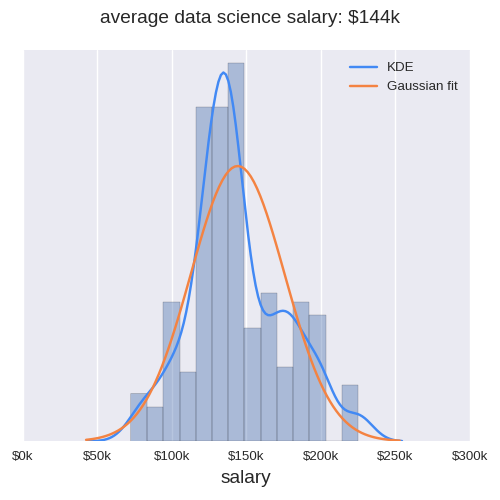 average data science salary: $144k
KDE
Gaussian fit
$0k $50k $100k $150k $200k $250k $300k
salary